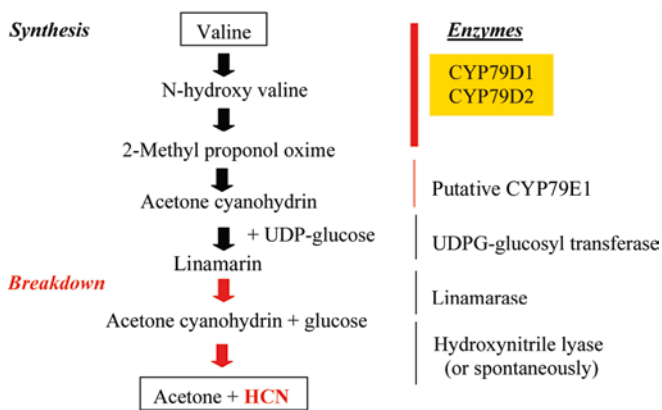 Synthesis
Valine
Enzymes
CYP79D1
CYP79D2
N-hydroxy valine
2-Methyl proponol oxime
Putative CYP79E1
Acetone cyanohydrin
+ UDP-glucose
UDPG-glucosyl transferase
Linamarin
Breakdown
Linamarase
Acetone cyanohydrin + glucose
Hydroxynitrile lyase
(or spontaneously)
Acetone + HCN